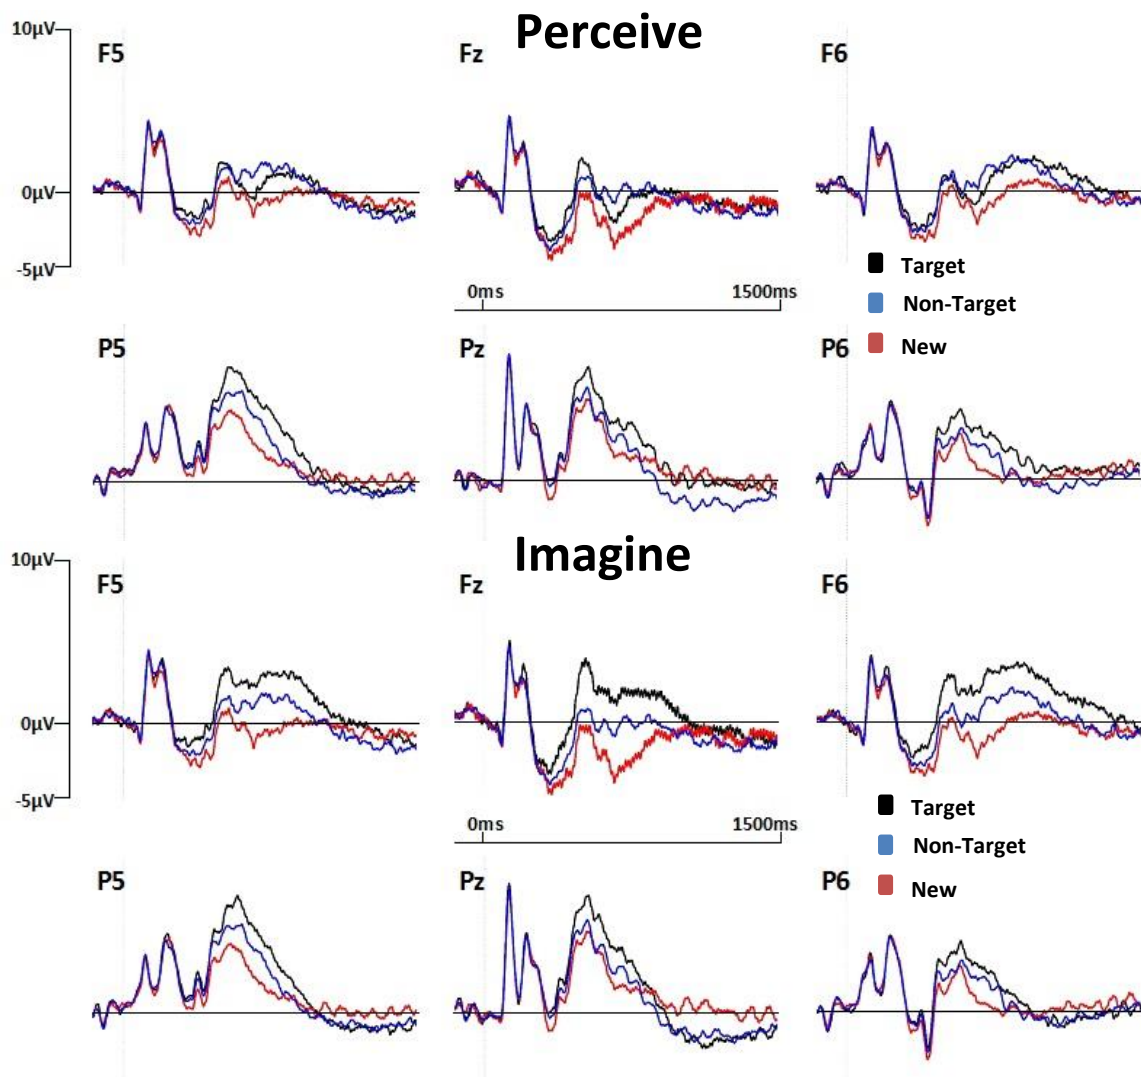 Perceive
10μV
F5
Fz
F6
0μV
-5μV
Target
Non-Target
New
0ms
1500ms
P5
Pz
P6
Imagine
10μV
F5
Fz
F6
0μV
-5μV
Target
Non-Target
New
0ms
1500ms
P5
Pz
P6